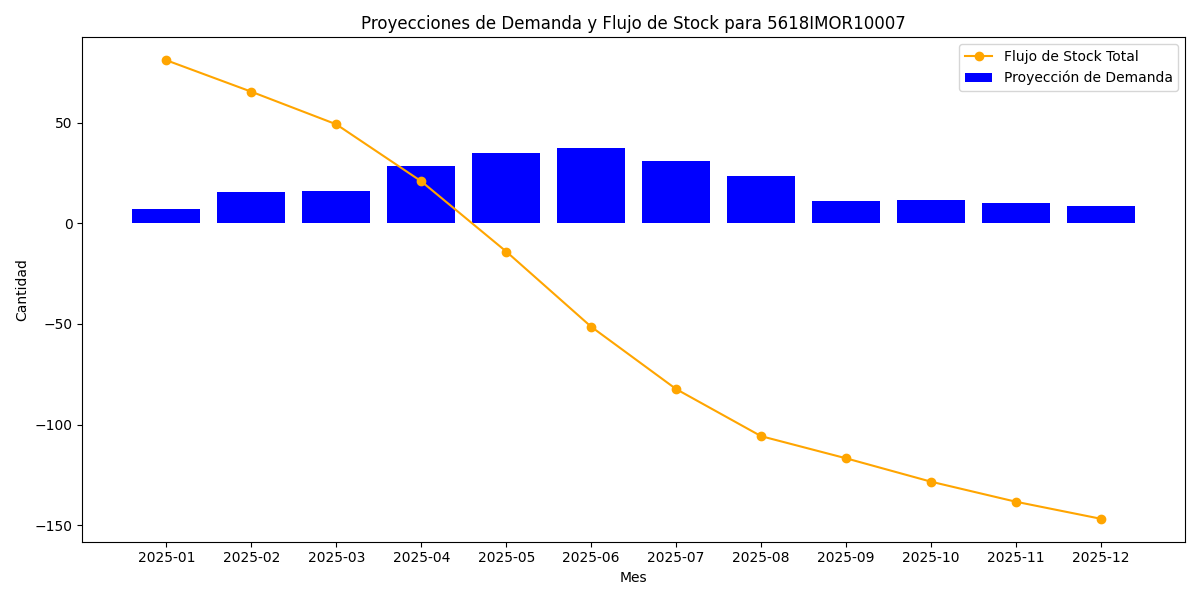 Proyecciones de Demanda y Flujo de Stock para 5618IMOR10007
Flujo de Stock Total
Proyección de Demanda
Cantidad
50
0
−50
−100
−150
2025-01 2025-02 2025-03 2025-04 2025-05 2025-06 2025-07 2025-08 2025-09 2025-10 2025-11 2025-12
Mes